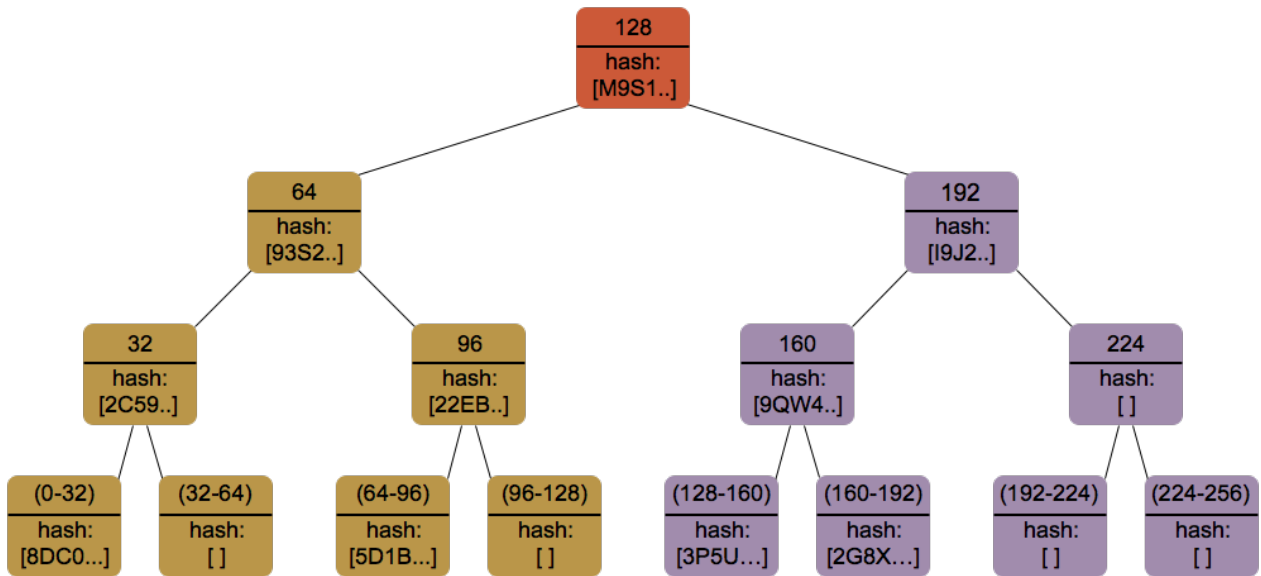 128
hash:
[M9S1..]
64
hash:
[93S2..]
192
hash:
[I9J2..]
32
hash:
[2C59..]
96
hash:
[22EB..]
160
hash:
[9QW4..]
224
hash:
[ ]
(0-32)
hash:
[8DC0...]
(32-64)
hash:
[ ]
(64-96)
hash:
[5D1B...]
(96-128)
hash:
[ ]
(128-160)
hash:
[3P5U...]
(160-192)
hash:
[2G8X...]
(192-224)
hash:
[ ]
(224-256)
hash:
[ ]